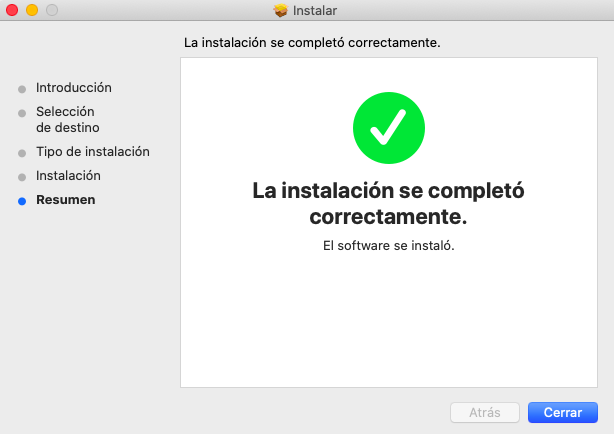 Instalar
La instalación se completó correctamente.
Introducción
Selección
de destino
Tipo de instalación
Instalación
Resumen
La instalación se completó
correctamente.
El software se instaló.
Atrás
Cerrar